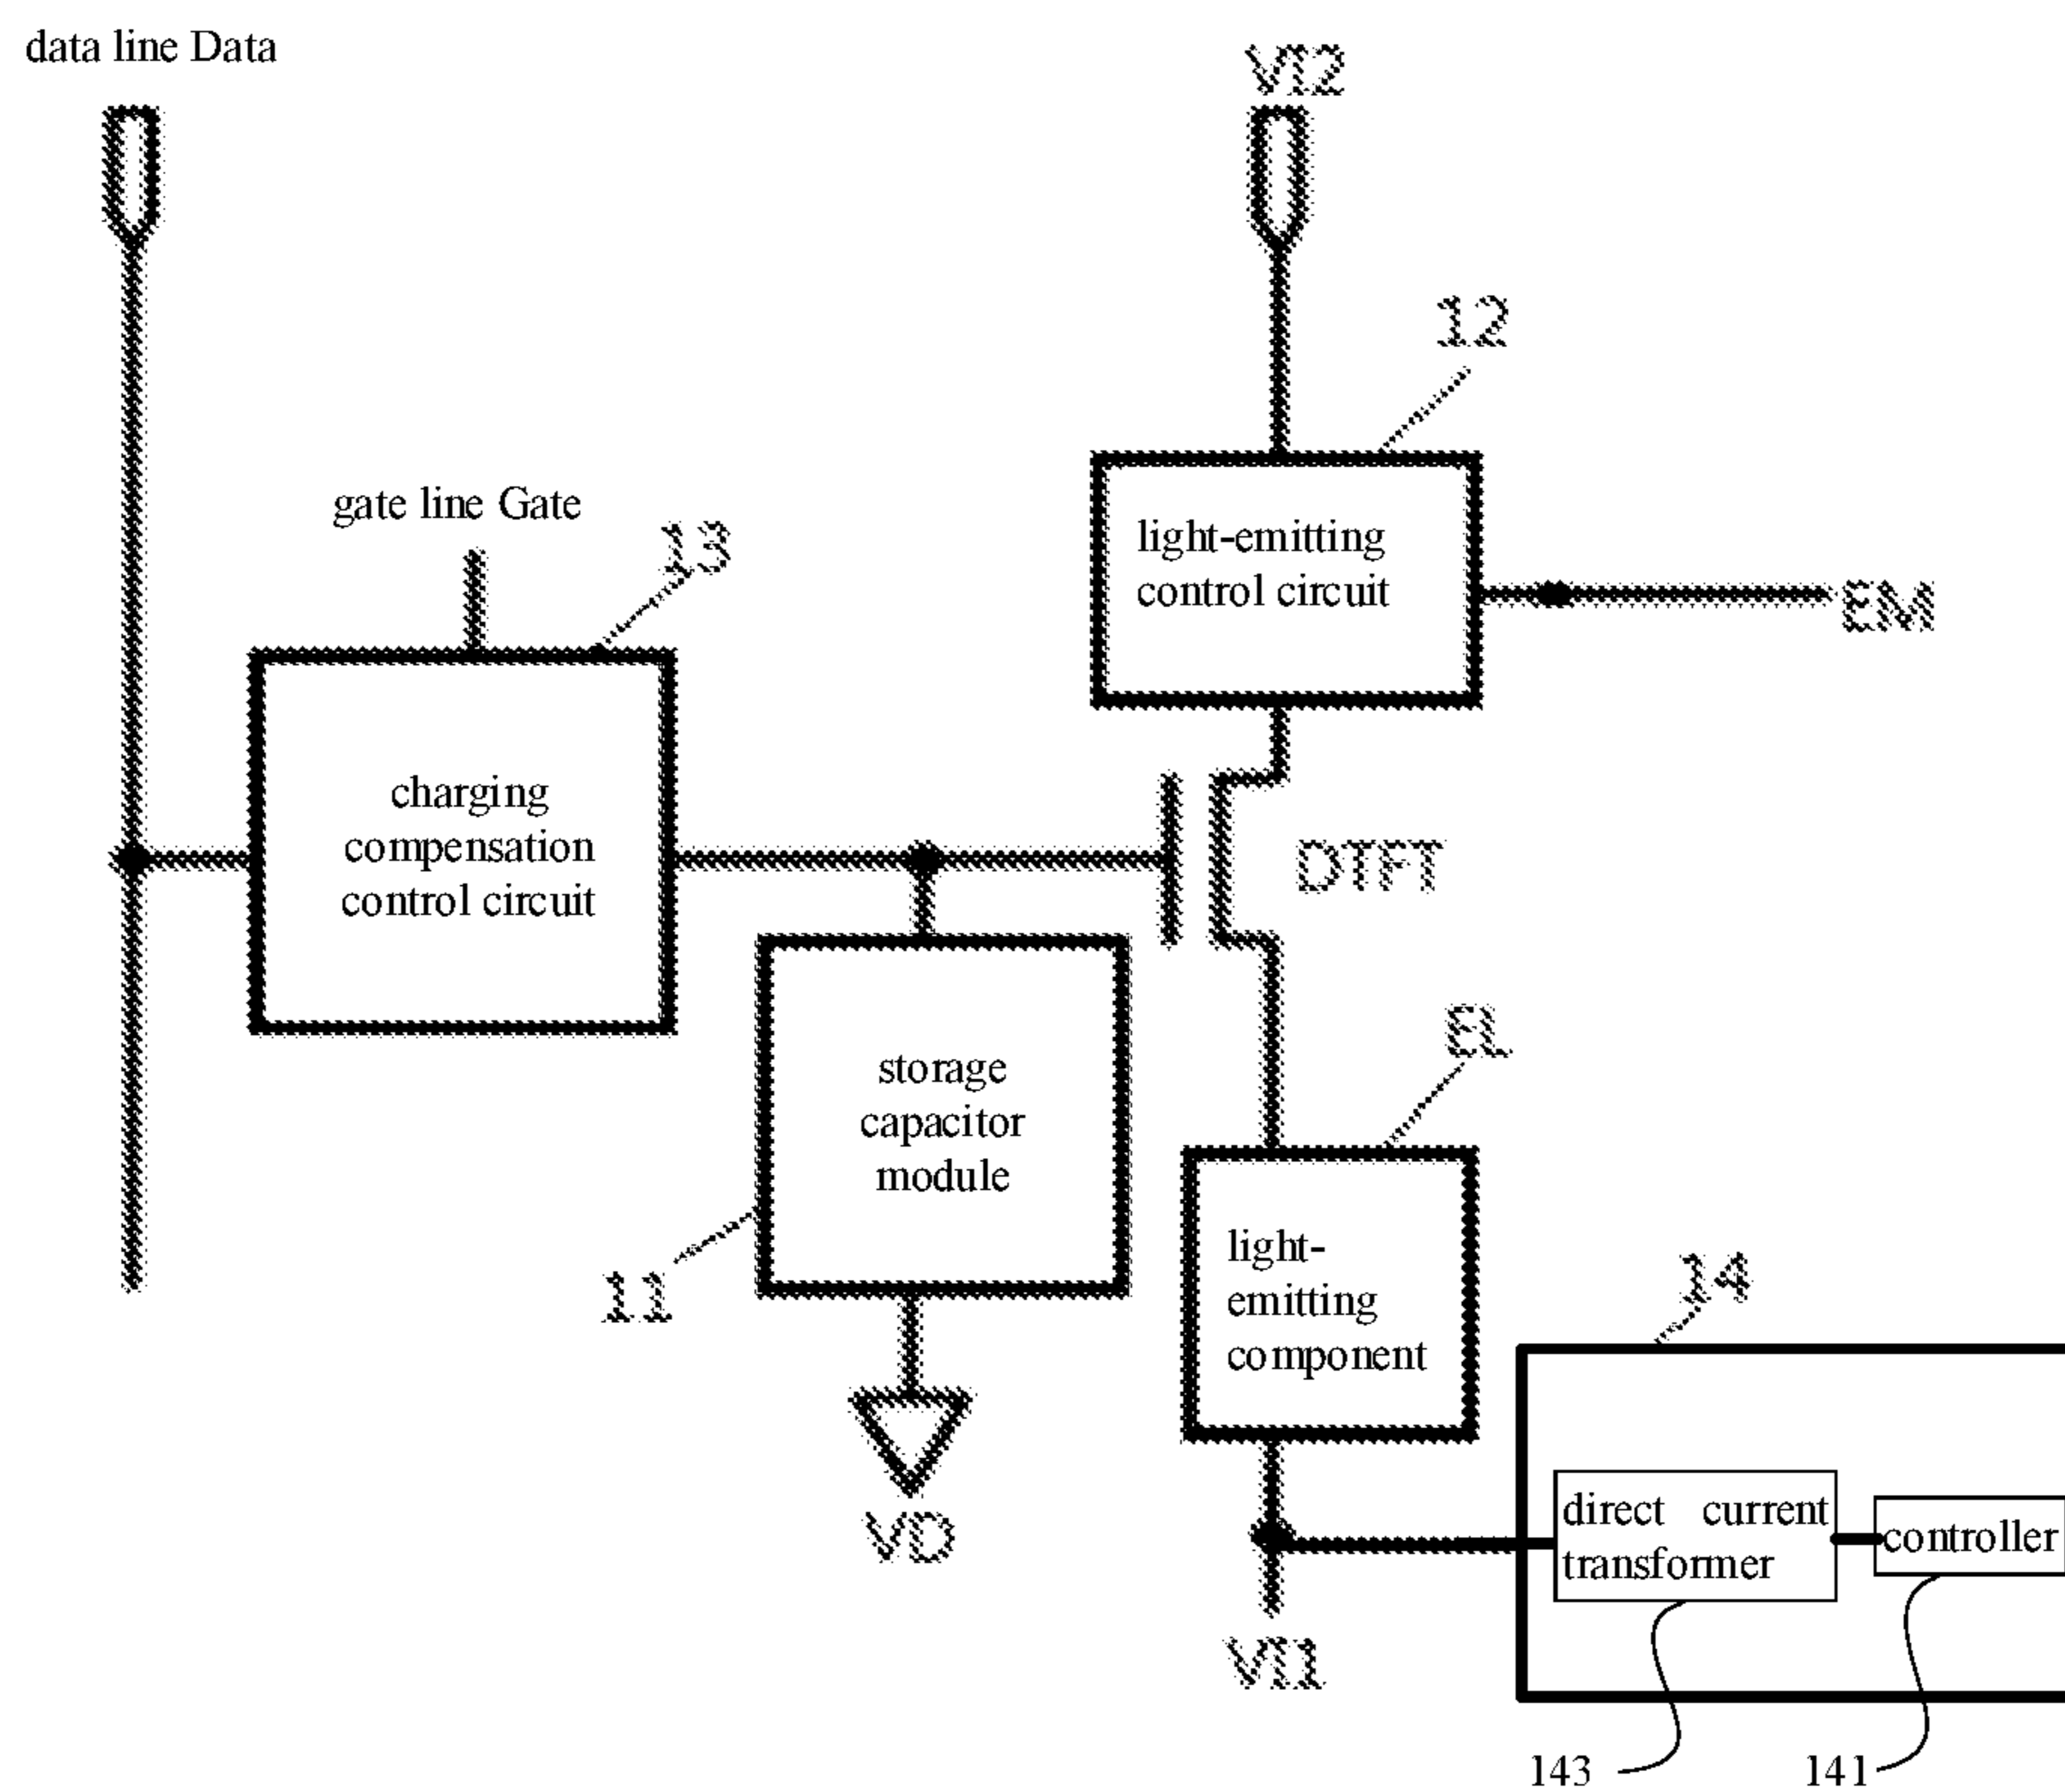 data line Data
VI2
12
gate line Gate
13
light-emitting
control circuit
EM
charging
compensation
control circuit
DTFT
storage
capacitor
module
EL
11
light-
emitting
component
14
VD
direct current
transformer
controller
VI1
143
141